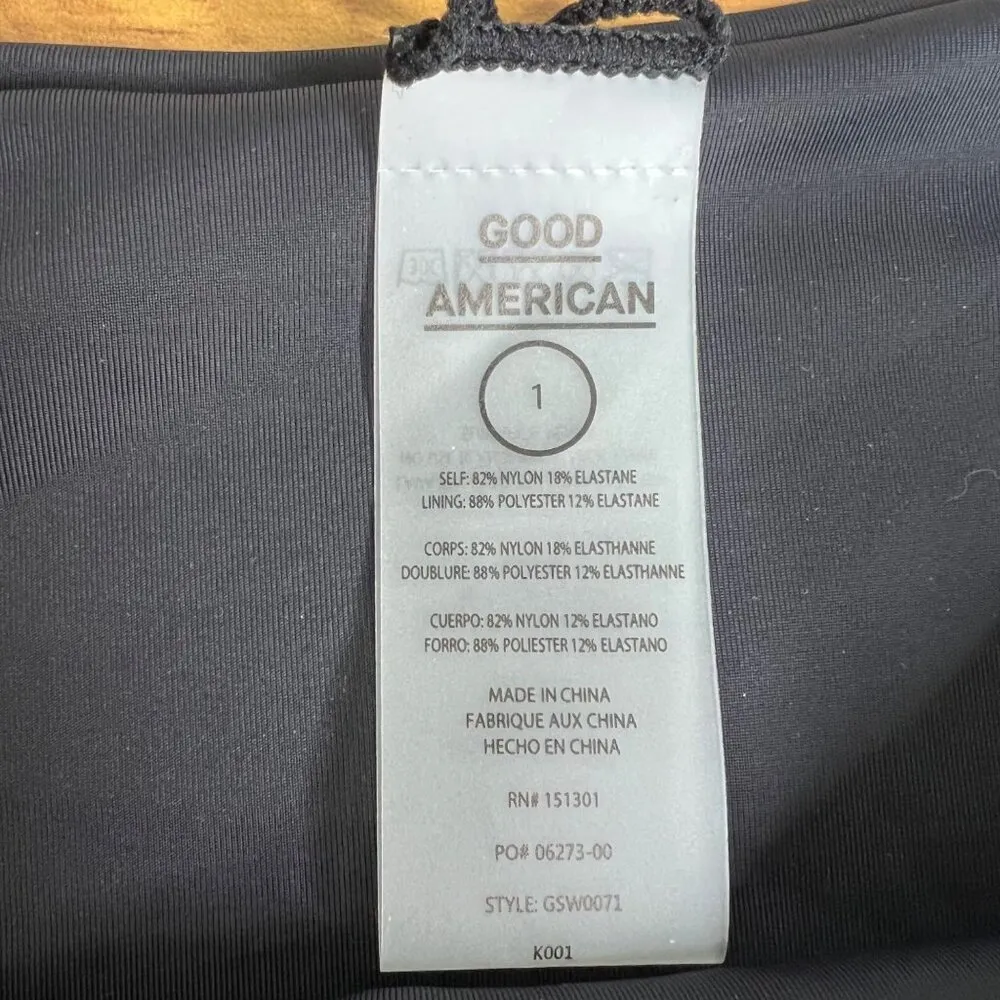 GOOD
AMERICAN
1
SELF: 82% NYLON 18% ELASTANE
LINING: 88% POLYESTER 12% ELASTANE
CORPS: 82% NYLON 18% ELASTHANNE
DOUBLURE: 88% POLYESTER 12% ELASTHANNE
CUERPO: 82% NYLON 12% ELASTANO
FORRO: 88% POLIESTER 12% ELASTANO
MADE IN CHINA
FABRIQUE AUX CHINA
HECHO EN CHINA
RN# 151301
PO# 06273-00
STYLE: GSW0071
K001